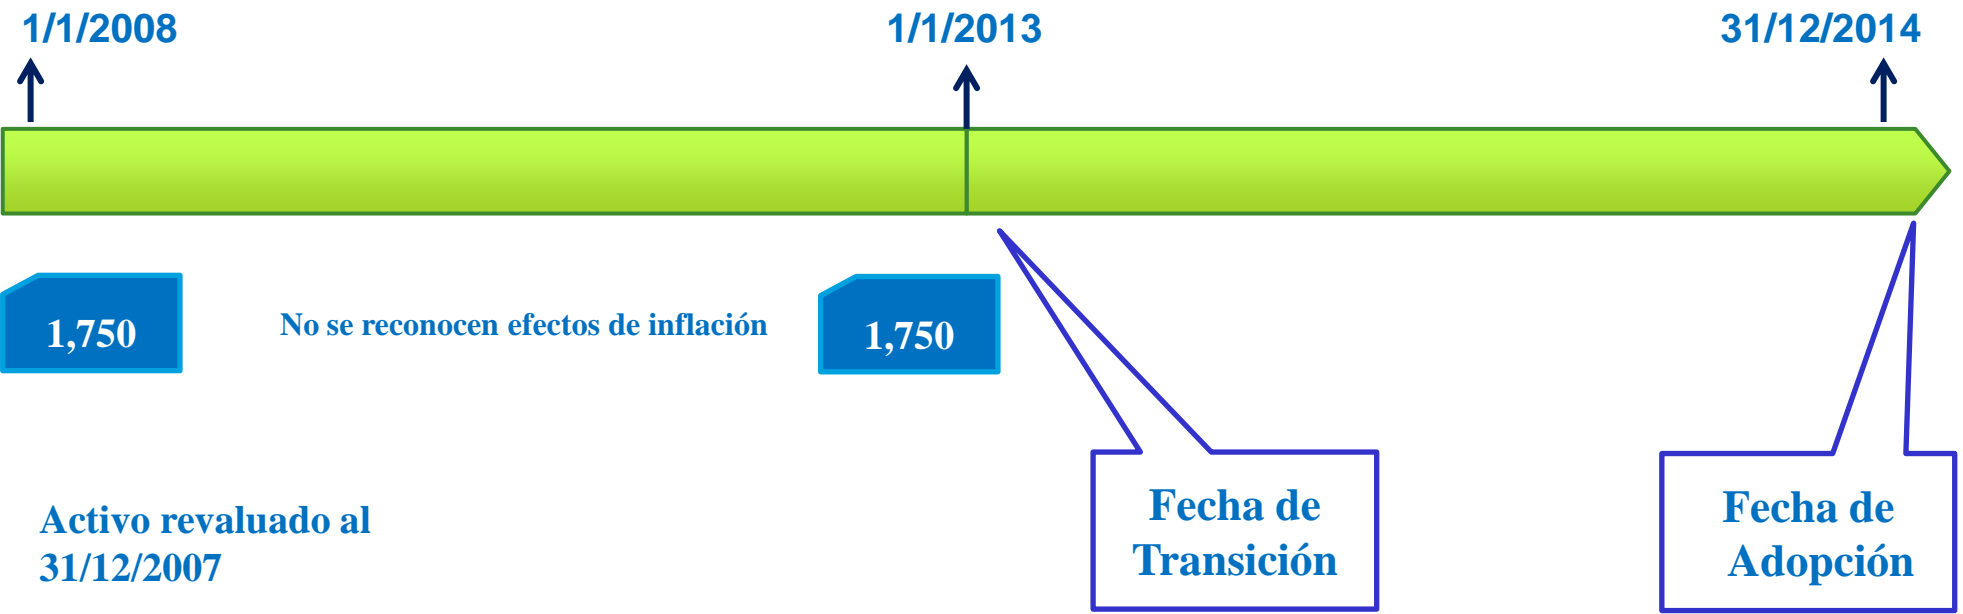 1/1/2008
1/1/2013
31/12/2014
1,750
No se reconocen efectos de inflación
1,750
Activo revaluado al
31/12/2007
Fecha de
Transición
Fecha de
Adopción